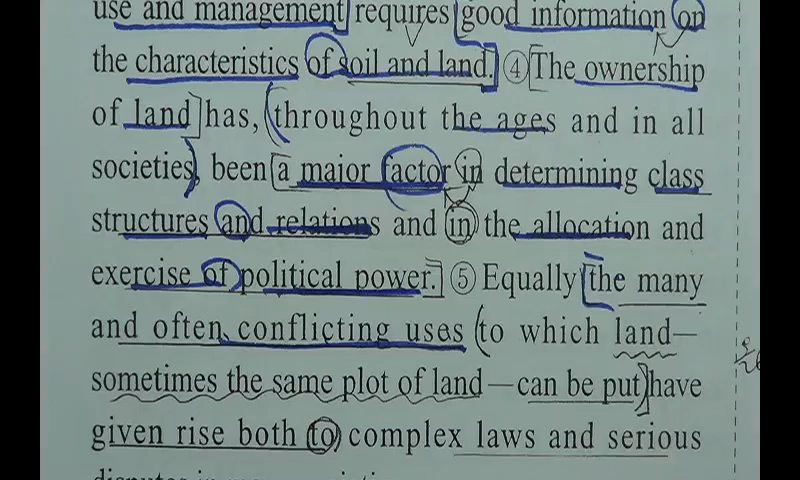 use and management requires good information on
the characteristics of soil and land. ④ The ownership
of land has, throughout the ages and in all
societies, been a major factor in determining class
structures and relations and in the allocation and
exercise of political power. ⑤ Equally the many
and often conflicting uses to which land—
sometimes the same plot of land—can be put have
given rise both to complex laws and serious